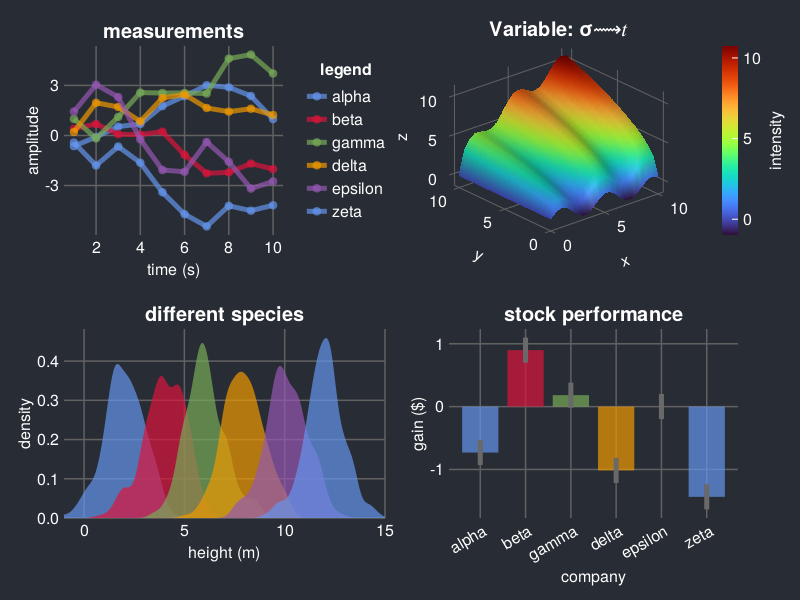 measurements
amplitude
3
0
-3
2 4 6 8 10
time (s)
legend
alpha
beta
gamma
delta
epsilon
zeta
Variable: σ⟿𝑡
z
10
5
0
10
5
0
y
0
5
10
x
10
5
0
intensity
different species
density
0.4
0.3
0.2
0.1
0.0
0 5 10 15
height (m)
stock performance
gain ($)
1
0
-1
alpha beta gamma delta epsilon zeta
company